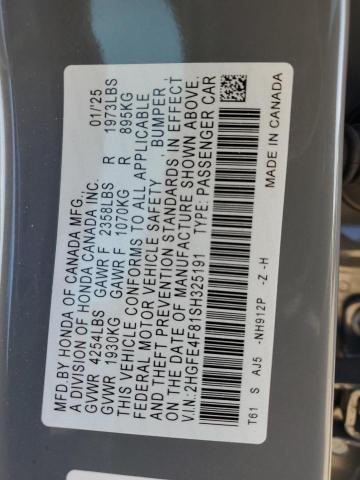 MFD.BY HONDA OF CANADA MFG.,
A DIVISION OF HONDA CANADA INC. 01/'25
GVWR 4254LBS GAWR F 2358LBS R 1973LBS
GVWR 1930KG GAWR F 1070KG R 895KG
THIS VEHICLE CONFORMS TO ALL APPLICABLE
FEDERAL MOTOR VEHICLE SAFETY, BUMPER,
AND THEFT PREVENTION STANDARDS IN EFFECT
ON THE DATE OF MANUFACTURE SHOWN ABOVE.
V.I.N: 2HGFE4F81SH325191 TYPE: PASSENGER CAR
T61 S AJ5 -NH912P -Z -H
MADE IN CANADA